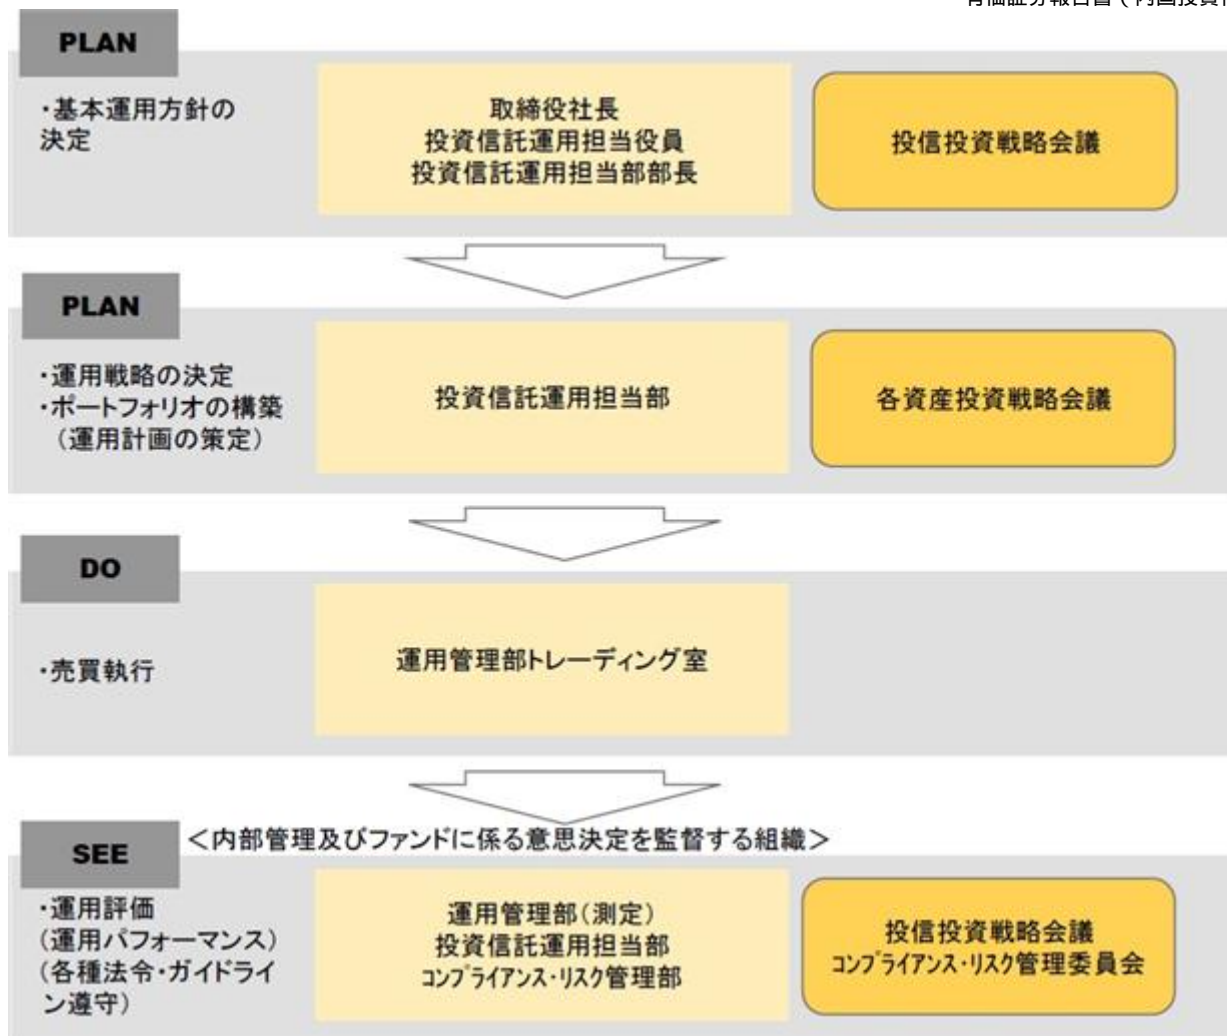 有価証券報告書(内国投資
PLAN
・基本運用方針の
決定
取締役社長
投資信託運用担当役員
投資信託運用担当部部長
投信投資戦略会議
PLAN
・運用戦略の決定
・ポートフォリオの構築
(運用計画の策定)
投資信託運用担当部
各資産投資戦略会議
DO
・売買執行
運用管理部トレーディング室
SEE
<内部管理及びファンドに係る意思決定を監督する組織>
・運用評価
(運用パフォーマンス)
(各種法令・ガイドライ
ン遵守)
運用管理部(測定)
投資信託運用担当部
コンプライアンス・リスク管理部
投信投資戦略会議
コンプライアンス・リスク管理委員会